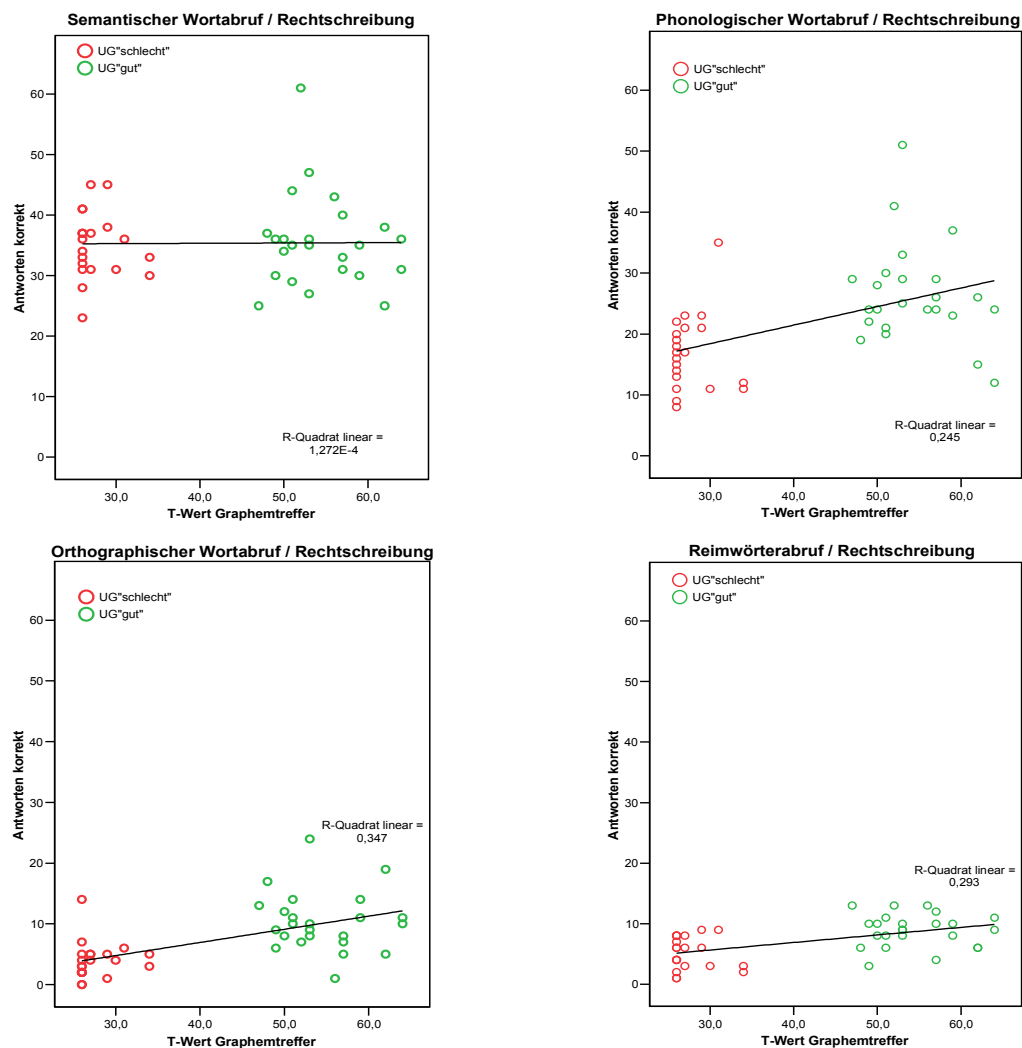 Semantischer Wortabruf / Rechtschreibung
UG"schlecht"
UG"gut"
Antworten korrekt
60
50
40
30
20
10
0
R-Quadrat linear =
1,272E-4
30,0 40,0 50,0 60,0
T-Wert Graphemtreffer
Phonologischer Wortabruf / Rechtschreibung
UG"schlecht"
UG"gut"
Antworten korrekt
60
50
40
30
20
10
0
R-Quadrat linear =
0,245
30,0 40,0 50,0 60,0
T-Wert Graphemtreffer
Orthographischer Wortabruf / Rechtschreibung
UG"schlecht"
UG"gut"
Antworten korrekt
60
50
40
30
20
10
0
R-Quadrat linear =
0,347
30,0 40,0 50,0 60,0
T-Wert Graphemtreffer
Reimwörterabruf / Rechtschreibung
UG"schlecht"
UG"gut"
Antworten korrekt
60
50
40
30
20
10
0
R-Quadrat linear =
0,293
30,0 40,0 50,0 60,0
T-Wert Graphemtreffer